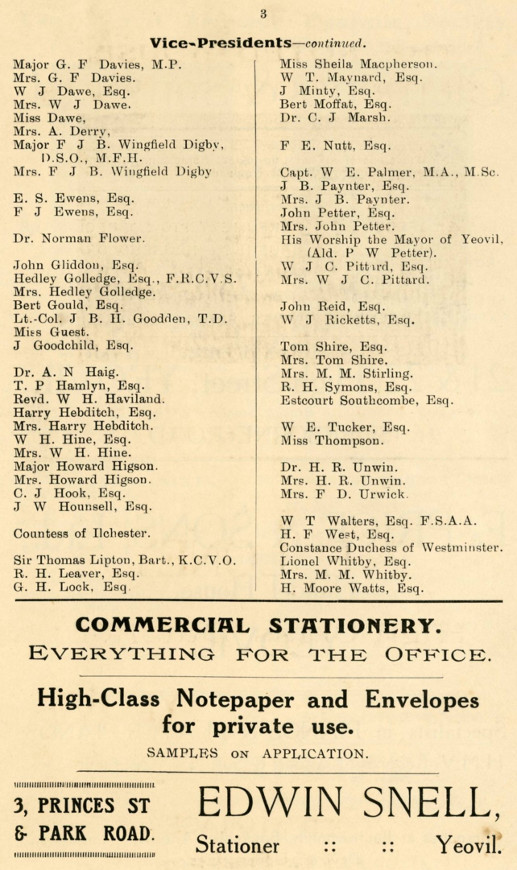 3
Vice-Presidents—continued.
Major G. F Davies, M.P.
Mrs. G. F Davies.
W J Dawe, Esq.
Mrs. W J Dawe.
Miss Dawe,
Mrs. A. Derry,
Major F J B. Wingfield Digby,
D.S.O., M.F.H.
Mrs. F J B. Wingfield Digby
E. S. Ewens, Esq.
F J Ewens, Esq.
Dr. Norman Flower.
John Gliddon, Esq.
Hedley Golledge, Esq., F.R.C.V.S.
Mrs. Hedley Golledge.
Bert Gould, Esq.
Lt.-Col. J B. H. Goodden, T.D.
Miss Guest.
J Goodchild, Esq.
Dr. A. N Haig.
T. P Hamlyn, Esq.
Revd. W H. Haviland.
Harry Hebditch, Esq.
Mrs. Harry Hebditch.
W H. Hine, Esq.
Mrs. W H. Hine.
Major Howard Higson.
Mrs. Howard Higson.
C. J Hook, Esq.
J W Hounsell, Esq.
Countess of Ilchester.
Sir Thomas Lipton, Bart., K.C.V.O.
R. H. Leaver, Esq.
G. H. Lock, Esq
Miss Sheila Macpherson.
W T. Maynard, Esq.
J Minty, Esq.
Bert Moffat, Esq.
Dr. C. J Marsh.
F E. Nutt, Esq.
Capt. W E. Palmer, M.A., M.Sc.
J B. Paynter, Esq.
Mrs. J B. Paynter.
John Petter, Esq.
Mrs. John Petter.
His Worship the Mayor of Yeovil,
(Ald. P W Petter).
W J C. Pittard, Esq.
Mrs. W J C. Pittard.
John Reid, Esq.
W J Ricketts, Esq.
Tom Shire, Esq.
Mrs. Tom Shire.
Mrs. M. M. Stirling.
R. H. Symons, Esq.
Estcourt Southcombe, Esq.
W E. Tucker, Esq.
Miss Thompson.
Dr. H. R. Unwin.
Mrs. H. R. Unwin.
Mrs. F D. Urwick.
W T Walters, Esq. F.S.A.A.
H. F West, Esq.
Constance Duchess of Westminster.
Lionel Whitby, Esq.
Mrs. M. M. Whitby.
H. Moore Watts, Esq.
COMMERCIAL STATIONERY.
EVERYTHING FOR THE OFFICE.
High-Class Notepaper and Envelopes
for private use.
SAMPLES ON APPLICATION.
3, PRINCES ST
& PARK ROAD.
EDWIN SNELL,
Stationer :: :: Yeovil.